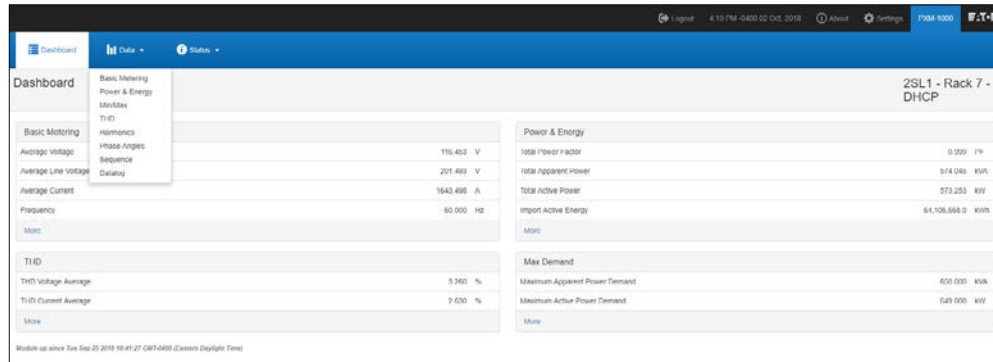 Logout 4:19 PM -0400 02 Oct, 2018 About Settings PXM-1000
Dashboard Data Status
Dashboard
2SL1 - Rack 7 -
DHCP
Basic Metering
Power & Energy
Min/Max
THD
Harmonics
Phase Angles
Sequence
Datalog
Basic Metering
Average Voltage 116.463 V
Average Line Voltage 201.493 V
Average Current 1643.498 A
Frequency 60.000 Hz
More
Power & Energy
Total Power Factor 0.999 PF
Total Apparent Power 574.045 kVA
Total Active Power 573.253 kW
Import Active Energy 64,106,668.0 kWh
More
THD
THD Voltage Average 3.260 %
THD Current Average 2.630 %
More
Max Demand
Maximum Apparent Power Demand kVA
Maximum Active Power Demand 649.000 kW
More
Module up since Tue Sep 25 2018 10:41:27 GMT-0400 (Eastern Daylight Time)